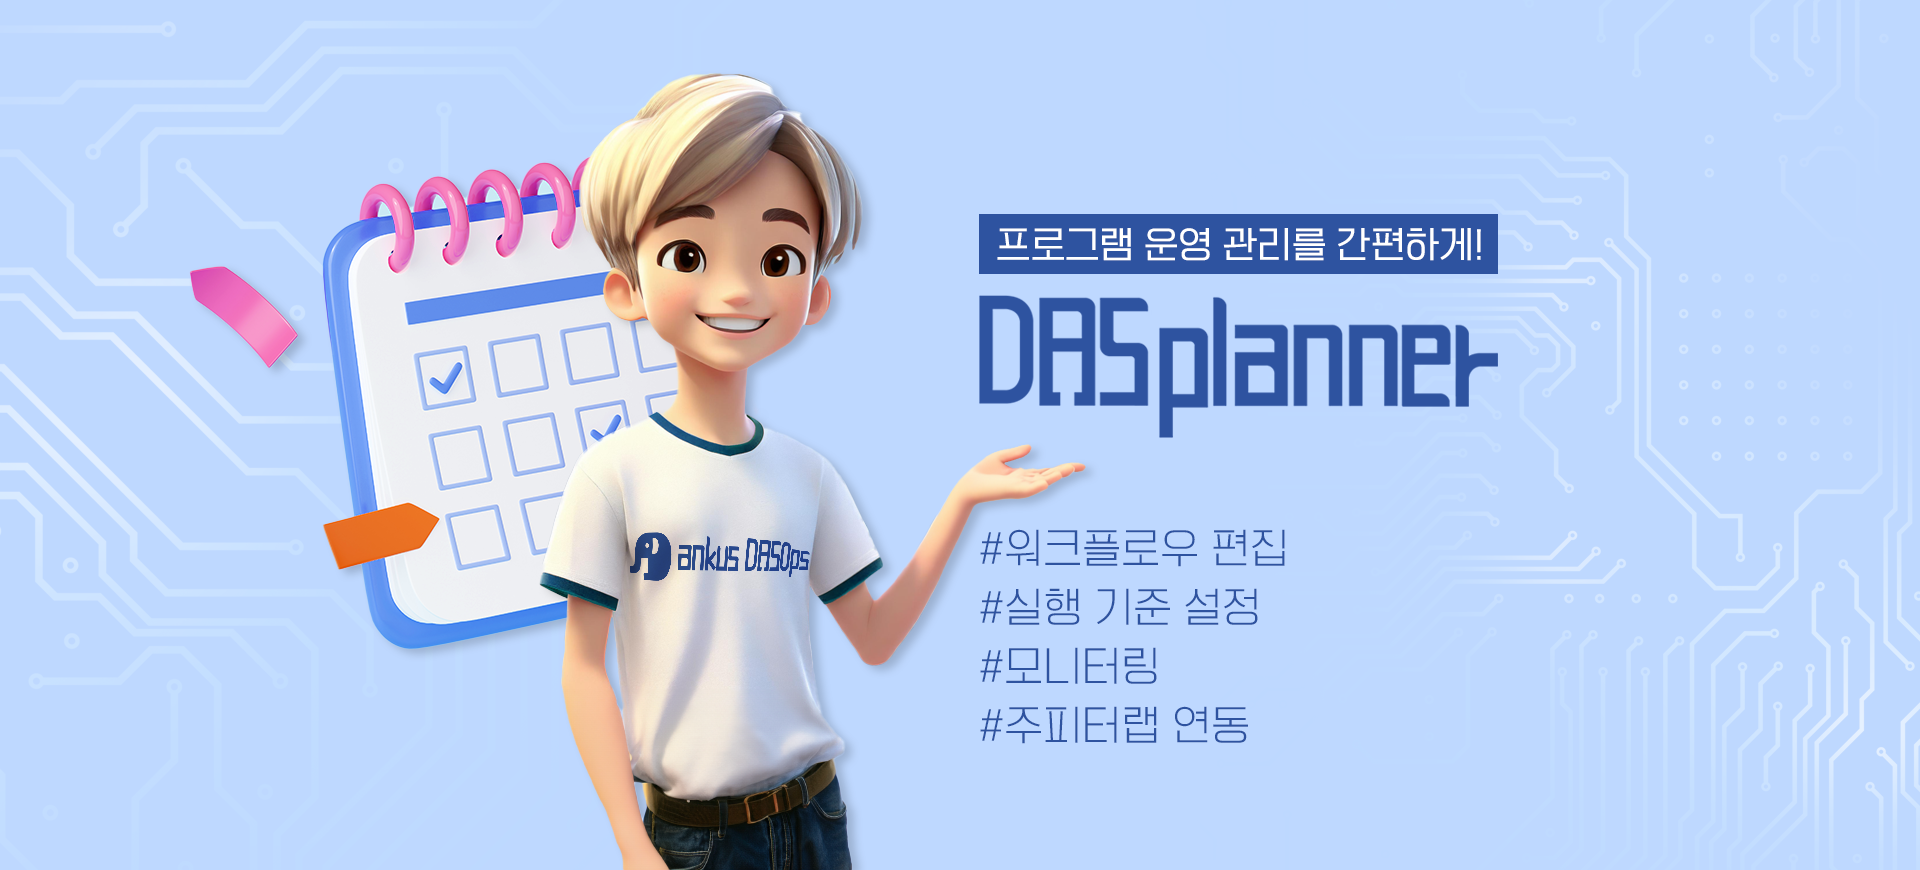 프로그램 운영 관리를 간편하게!
DASplanner
ankus DASOps
#워크플로우 편집
#실행 기준 설정
#모니터링
#주피터랩 연동